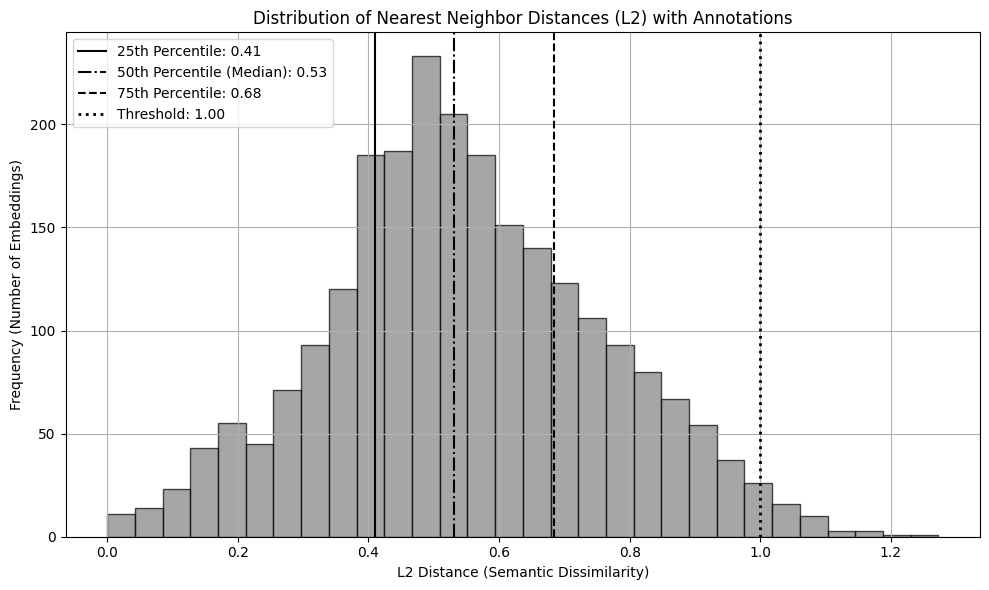 Distribution of Nearest Neighbor Distances (L2) with Annotations
25th Percentile: 0.41
50th Percentile (Median): 0.53
75th Percentile: 0.68
Threshold: 1.00
Frequency (Number of Embeddings)
200
150
100
50
0
0.0 0.2 0.4 0.6 0.8 1.0 1.2
L2 Distance (Semantic Dissimilarity)